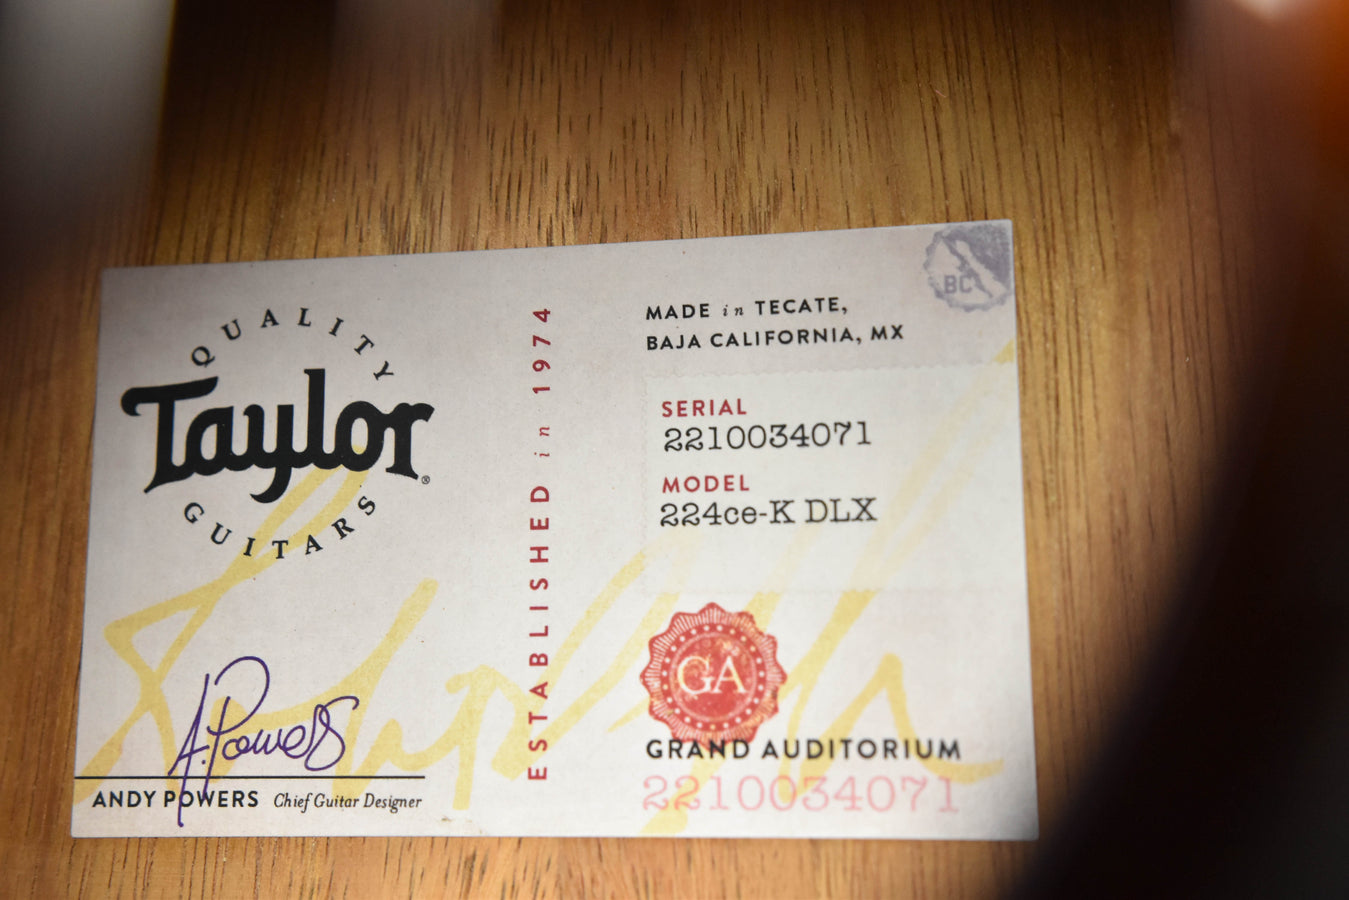 QUALITY
Taylor®
GUITARS
A. Powers
ANDY POWERS Chief Guitar Designer
ESTABLISHED in 1974
MADE in TECATE,
BAJA CALIFORNIA, MX
BC
SERIAL
2210034071
MODEL
224ce-K DLX
GA
GRAND AUDITORIUM
2210034071